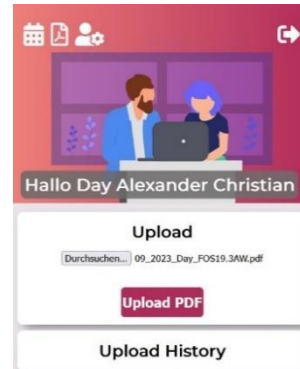 Hallo Day Alexander Christian
Upload
Durchsuchen... 09_2023_Day_FOS19.3AW.pdf
Upload PDF
Upload History